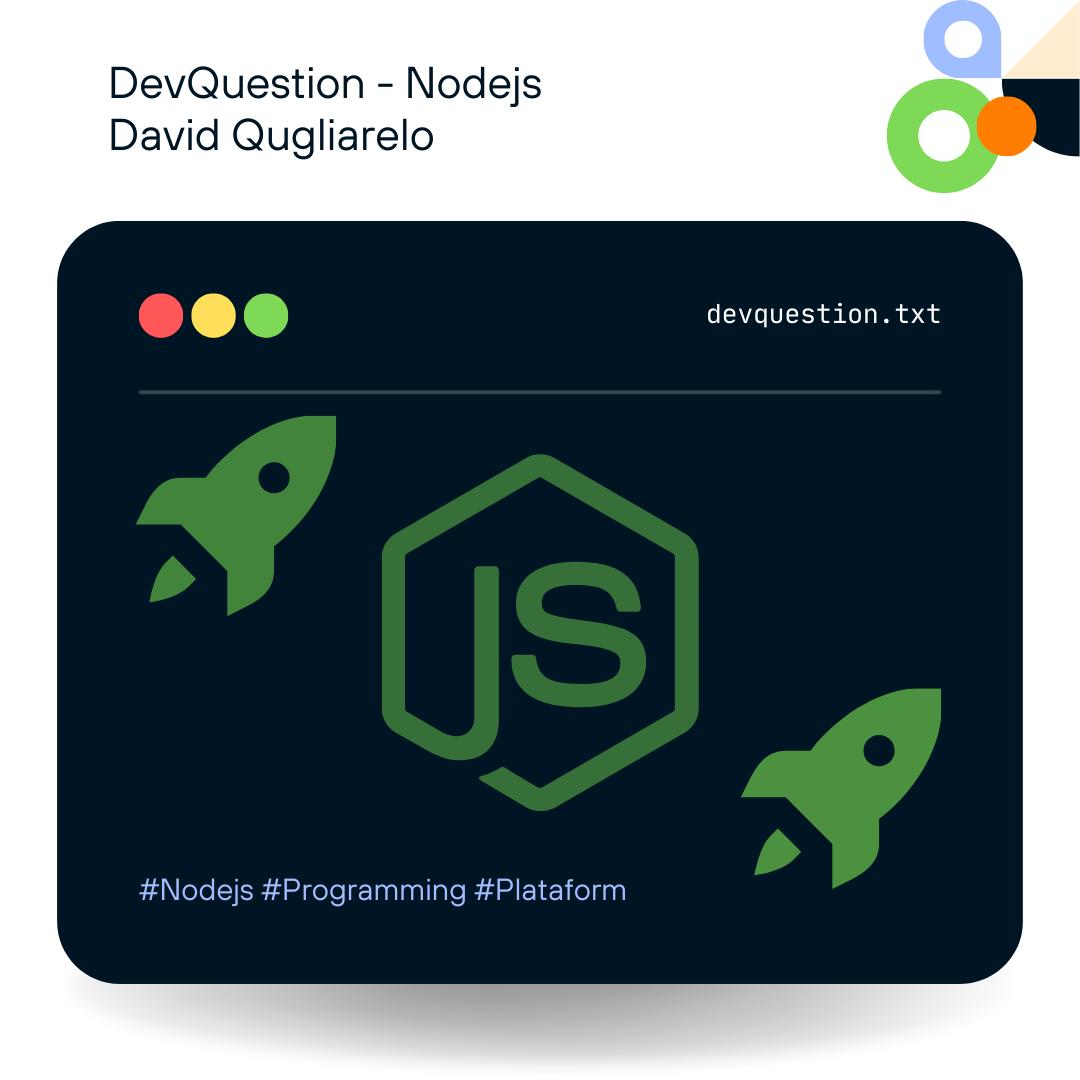 DevQuestion - Nodejs
David Qugliarelo
devquestion.txt
JS
#Nodejs #Programming #Plataform